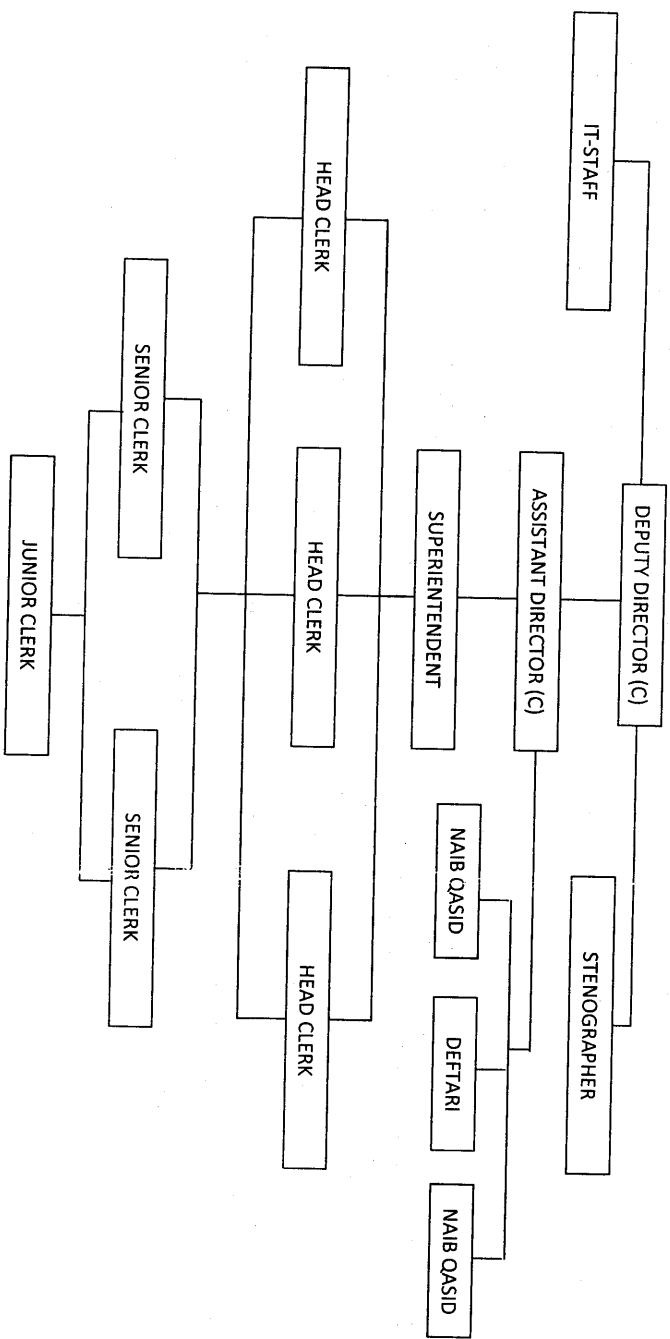 DEPUTY DIRECTOR (C)
IT-STAFF
STENOGRAPHER
ASSISTANT DIRECTOR (C)
SUPERIENTENDENT
NAIB QASID
DEFTARI
NAIB QASID
HEAD CLERK
HEAD CLERK
HEAD CLERK
SENIOR CLERK
SENIOR CLERK
JUNIOR CLERK